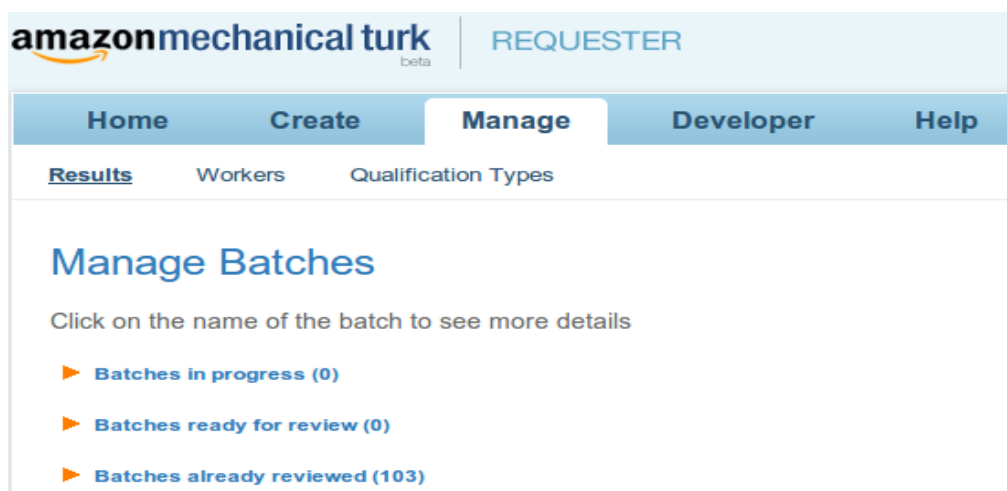 amazonmechanical turk
beta
REQUESTER
Home Create Manage Developer Help
Results Workers Qualification Types
Manage Batches
Click on the name of the batch to see more details
Batches in progress (0)
Batches ready for review (0)
Batches already reviewed (103)